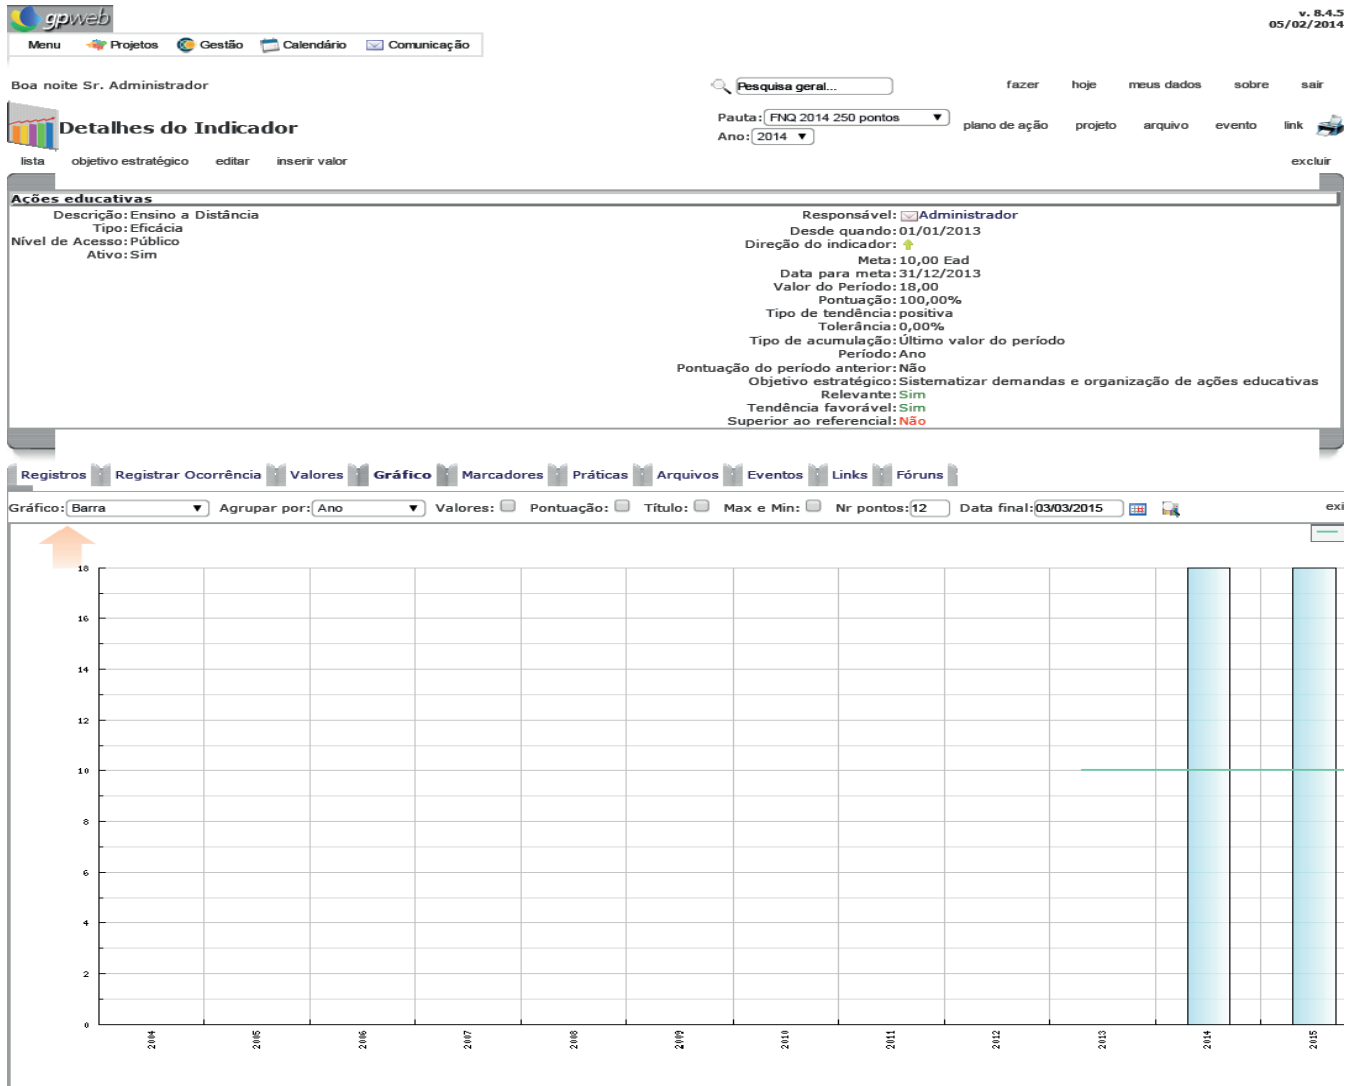 gpweb
v. 8.4.5
05/02/2014
Menu Projetos Gestão Calendário Comunicação
Boa noite Sr. Administrador
Pesquisa geral...
fazer hoje meus dados sobre sair
Detalhes do Indicador
Pauta: FNQ 2014 250 pontos
Ano: 2014
plano de ação projeto arquivo evento link
lista objetivo estratégico editar inserir valor
excluir
Ações educativas
Descrição: Ensino a Distância
Tipo: Eficácia
Nível de Acesso: Público
Ativo: Sim
Responsável: Administrador
Desde quando: 01/01/2013
Direção do indicador:
Meta: 10,00 Ead
Data para meta: 31/12/2013
Valor do Período: 18,00
Pontuação: 100,00%
Tipo de tendência: positiva
Tolerância: 0,00%
Tipo de acumulação: Último valor do período
Período: Ano
Pontuação do período anterior: Não
Objetivo estratégico: Sistematizar demandas e organização de ações educativas
Relevante: Sim
Tendência favorável: Sim
Superior ao referencial: Não
Registros Registrar Ocorrência Valores Gráfico Marcadores Práticas Arquivos Eventos Links Fóruns
Gráfico: Barra Agrupar por: Ano Valores: Pontuação: Título: Max e Min: Nr pontos: 12 Data final: 03/03/2015 exi
18
16
14
12
10
8
6
4
2
0
2004 2005 2006 2007 2008 2009 2010 2011 2012 2013 2014 2015